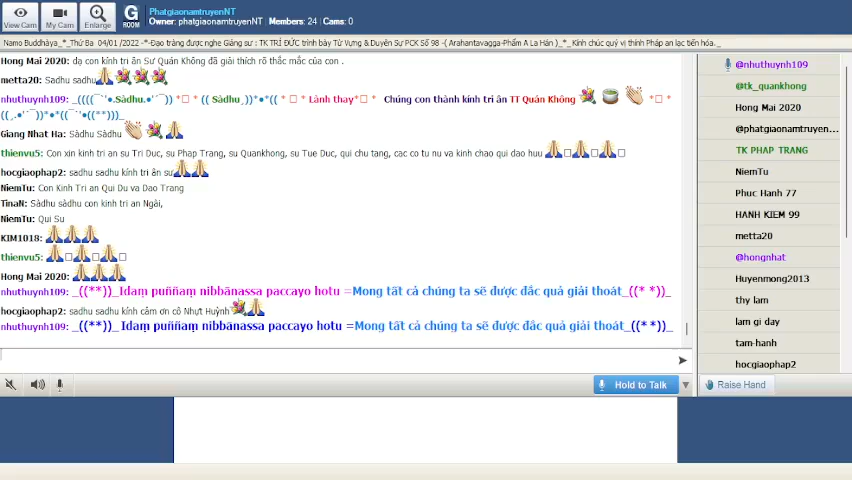 View Cam
My Cam
Enlarge
G
ROOM
PhatgiaonamtruyenNT
Owner: phatgiaonamtruyenNT | Members: 24 | Cams: 0
Namo Buddhàya_*_Thứ Ba 04/01 /2022 -*-Đạo tràng được nghe Giảng sư : TK TRÍ ĐỨC trình bày Từ Vựng & Duyên Sự PCK Số 98 -( Arahantavagga-Phẩm A La Hán )_*_ Kính chúc quý vị thính Pháp an lạc tiến hóa._
Hong Mai 2020: dạ con kính tri ân Sư Quán Không đã giải thích rõ thắc mắc của con .
metta20: Sadhu sadhu🙏💐💐💐
nhuthuynh109: _((((¯`'•.Sàdhu.•'´¯)) *□ * (( Sàdhu¸))*•*(( * □ * Lành thay*□ * Chúng con thành kính tri ân TT Quán Không 💐🍵👏 *□ *
((¸.•'´¯))*•*((¯`'•((**)))_
Giang Nhat Ha: Sàdhu Sàdhu 👏💐🙏
thienvu5: Con xin kinh tri an su Tri Duc, su Phap Trang, su Quankhong, su Tue Duc, qui chu tang, cac co tu nu va kinh chao qui dao huu 🙏□🙏□🙏□
hocgiaophap2: sadhu sadhu kính tri ân sư🙏🙏
NiemTu: Con Kinh Tri an Qui Du va Dao Trang
TinaN: Sàdhu sàdhu con kính tri ơn Ngài,
NiemTu: Qui Su
KIM1018: 🙏🙏🙏
thienvu5: 🙏□🙏□🙏□
Hong Mai 2020: 🙏🙏🙏
nhuthuynh109: _((**))_Idaṃ puññaṃ nibbānassa paccayo hotu =Mong tất cả chúng ta sẽ được đắc quả giải thoát_((* *))_
hocgiaophap2: sadhu sadhu kính cảm ơn cô Nhựt Huỳnh💐🙏
nhuthuynh109: _((**))_ Idaṃ puññaṃ nibbānassa paccayo hotu =Mong tất cả chúng ta sẽ được đắc quả giải thoát_((* *))_
Hold to Talk
@nhuthuynh109
@tk_quankhong
Hong Mai 2020
@phatgiaonamtruyen...
TK PHAP TRANG
NiemTu
Phuc Hanh 77
HANH KIEM 99
metta20
@hongnhat
Huyenmong2013
thy lam
lam gi day
tam-hanh
hocgiaophap2
Raise Hand